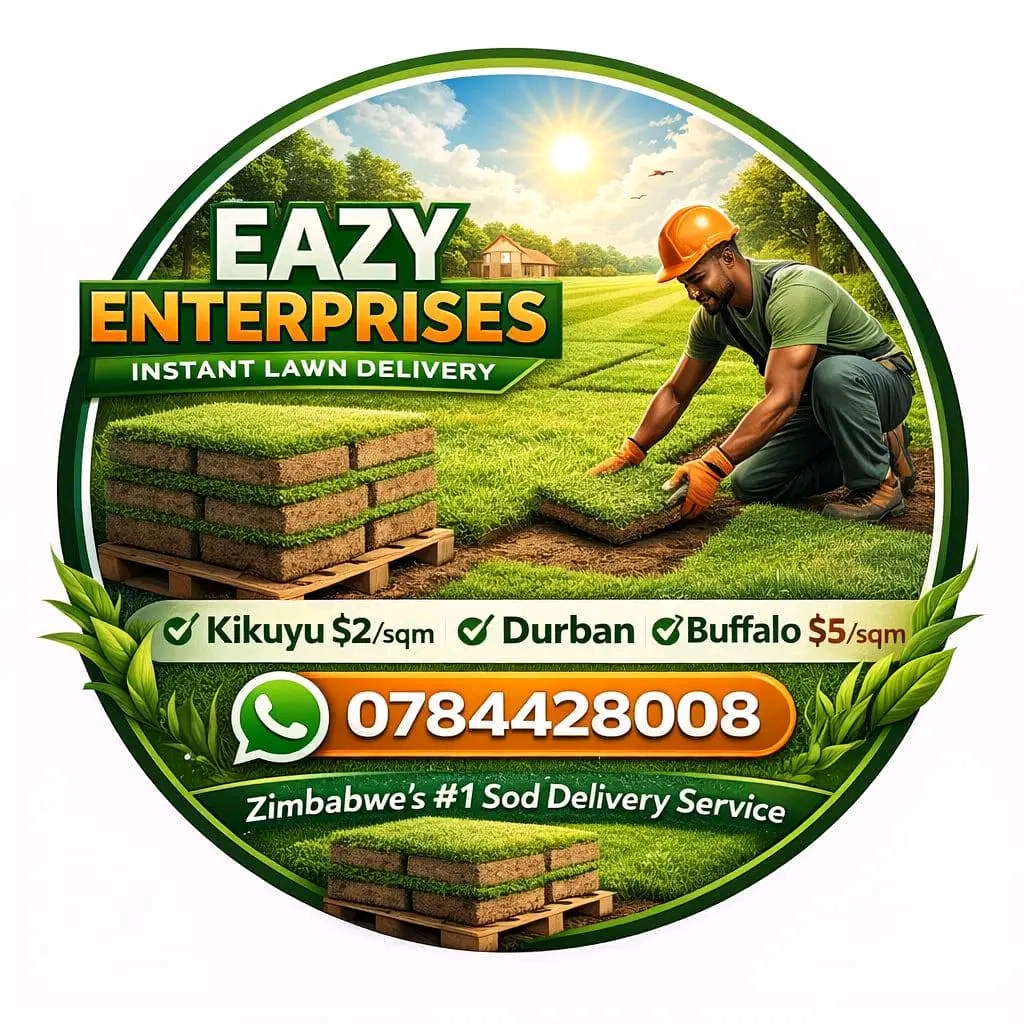 EAZY
ENTERPRISES
INSTANT LAWN DELIVERY
Kikuyu $2/sqm Durban Buffalo $5/sqm
0784428008
Zimbabwe's #1 Sod Delivery Service